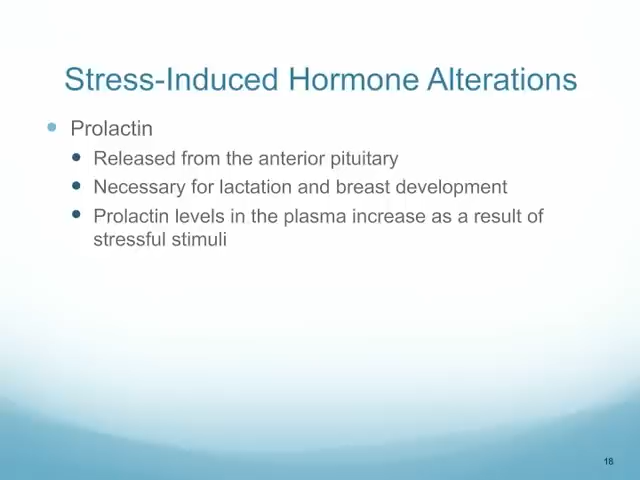 Stress-Induced Hormone Alterations
Prolactin
Released from the anterior pituitary
Necessary for lactation and breast development
Prolactin levels in the plasma increase as a result of
stressful stimuli
18